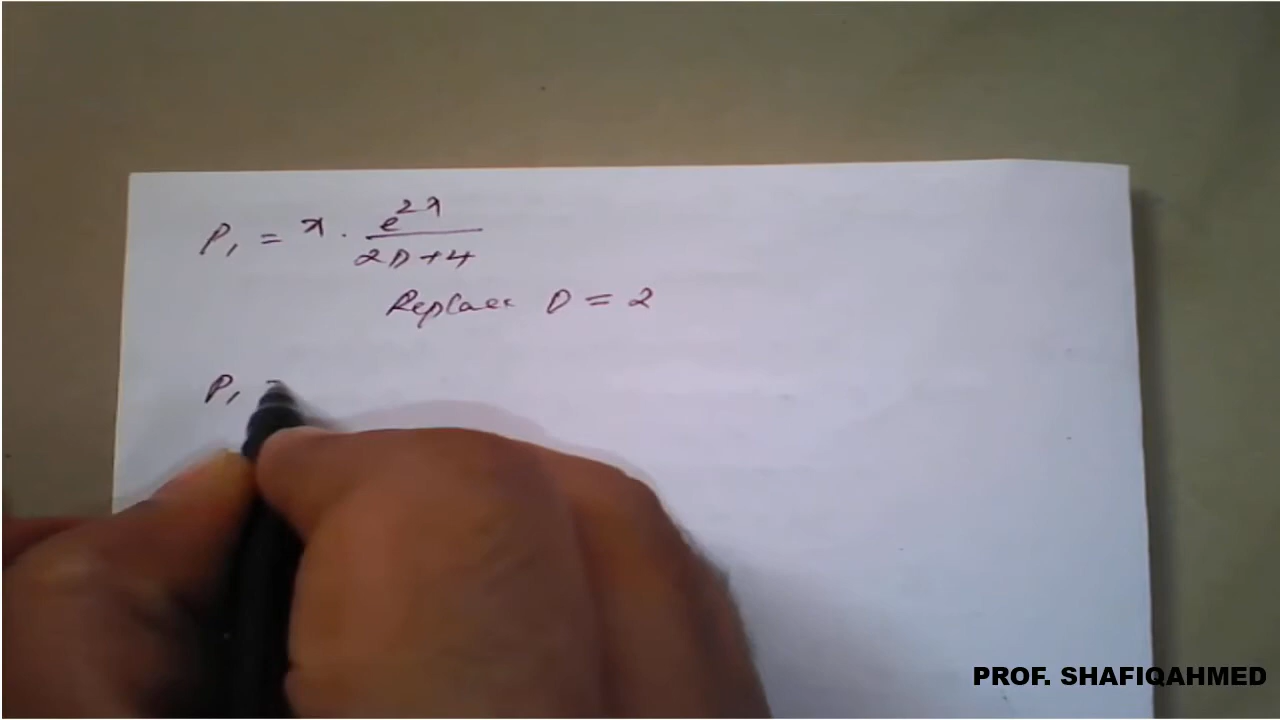 P₁ = x · e^{2x} / 2D+4
Replace D = 2
P₁ =
PROF. SHAFIQAHMED